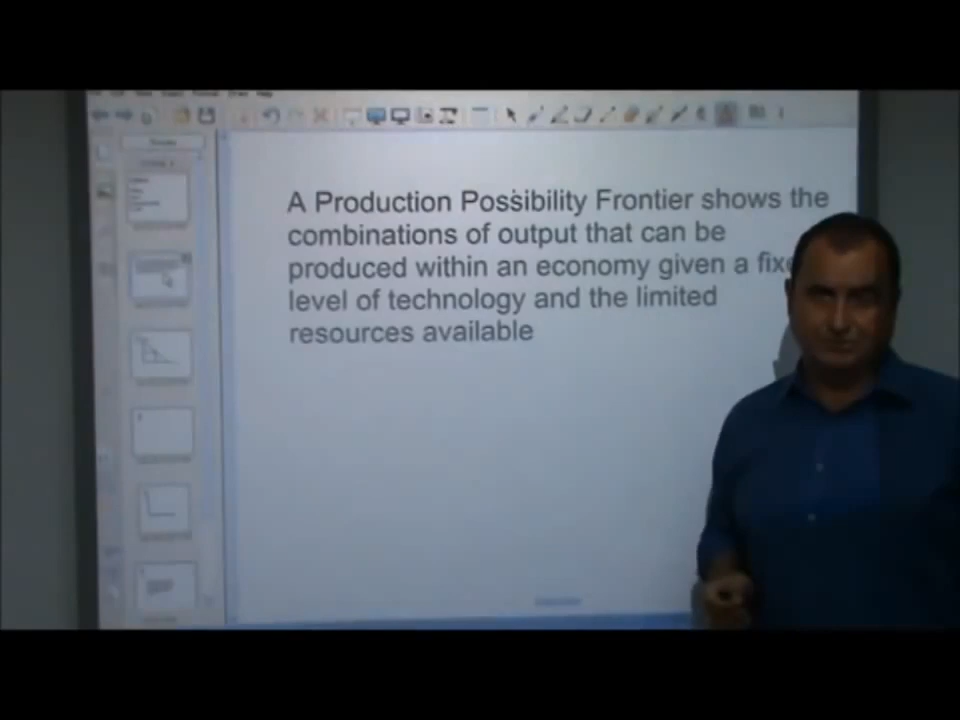 A Production Possibility Frontier shows the
combinations of output that can be
produced within an economy given a
level of technology and the limited
resources available